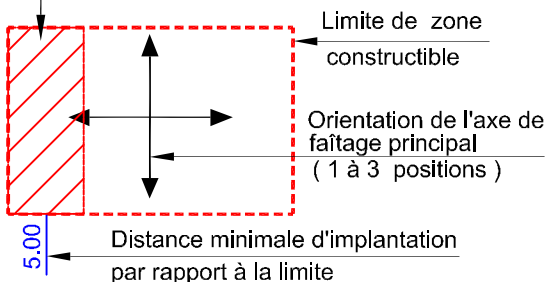 Limite de zone
constructible
Orientation de l'axe de
faîtage principal
( 1 à 3 positions )
5.00
Distance minimale d'implantation
par rapport à la limite